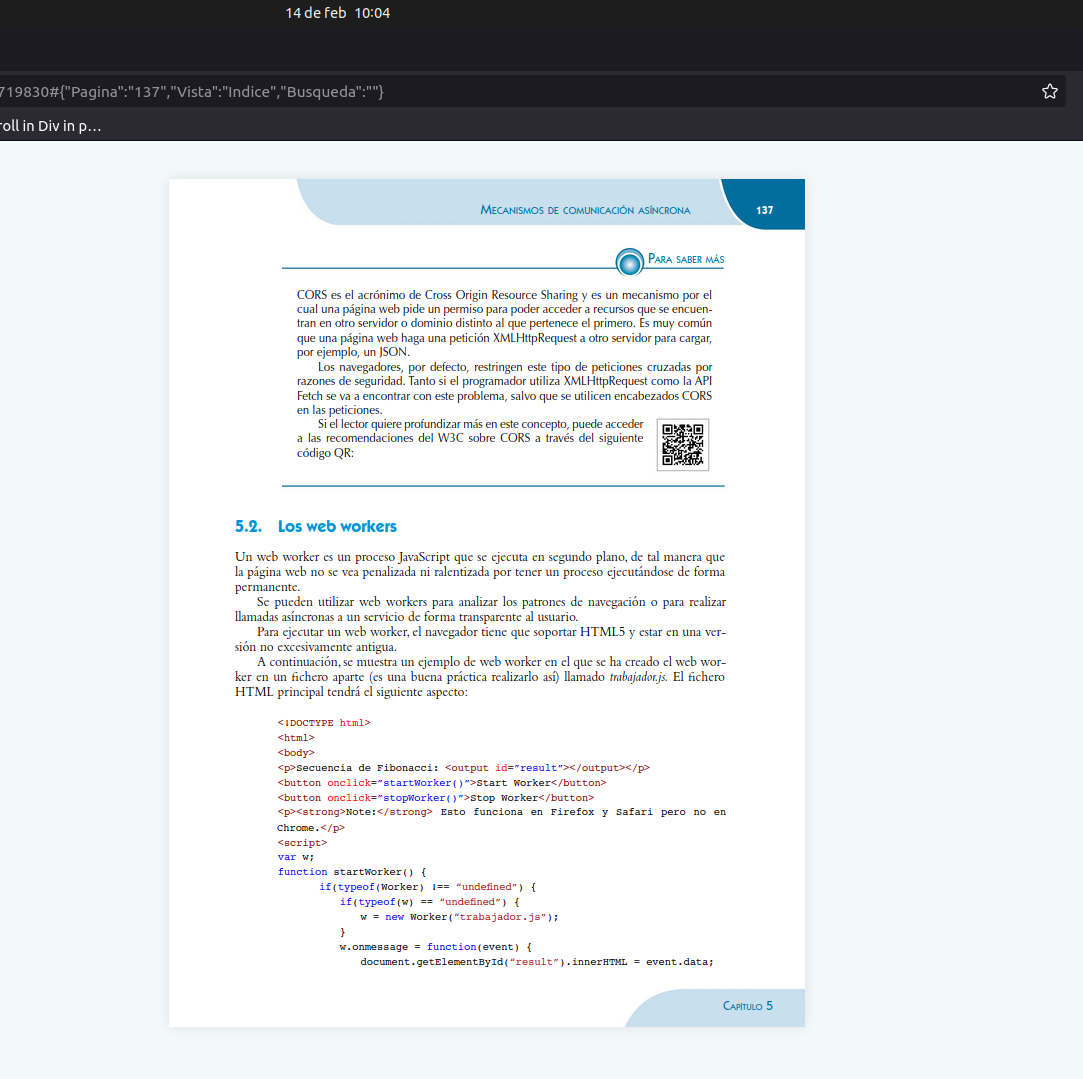 14 de feb 10:04
719830#{"Pagina":"137","Vista":"Indice","Busqueda":""}
roll in Div in p…
MECANISMOS DE COMUNICACIÓN ASÍNCRONA
137
PARA SABER MÁS
CORS es el acrónimo de Cross Origin Resource Sharing y es un mecanismo por el
cual una página web pide un permiso para poder acceder a recursos que se encuen-
tran en otro servidor o dominio distinto al que pertenece el primero. Es muy común
que una página web haga una petición XMLHttpRequest a otro servidor para cargar,
por ejemplo, un JSON.
Los navegadores, por defecto, restringen este tipo de peticiones cruzadas por
razones de seguridad. Tanto si el programador utiliza XMLHttpRequest como la API
Fetch se va a encontrar con este problema, salvo que se utilicen encabezados CORS
en las peticiones.
Si el lector quiere profundizar más en este concepto, puede acceder
a las recomendaciones del W3C sobre CORS a través del siguiente
código QR:
5.2. Los web workers
Un web worker es un proceso JavaScript que se ejecuta en segundo plano, de tal manera que
la página web no se vea penalizada ni ralentizada por tener un proceso ejecutándose de forma
permanente.
Se pueden utilizar web workers para analizar los patrones de navegación o para realizar
llamadas asíncronas a un servicio de forma transparente al usuario.
Para ejecutar un web worker, el navegador tiene que soportar HTML5 y estar en una ver-
sión no excesivamente antigua.
A continuación, se muestra un ejemplo de web worker en el que se ha creado el web wor-
ker en un fichero aparte (es una buena práctica realizarlo así) llamado trabajador.js. El fichero
HTML principal tendrá el siguiente aspecto:
<!DOCTYPE html>
<html>
<body>
<p>Secuencia de Fibonacci: <output id=”result”></output></p>
<button onclick=”startWorker()”>Start Worker</button>
<button onclick=”stopWorker()”>Stop Worker</button>
<p><strong>Note:</strong> Esto funciona en Firefox y Safari pero no en
Chrome.</p>
<script>
var w;
function startWorker() {
if(typeof(Worker) !== “undefined”) {
if(typeof(w) == “undefined”) {
w = new Worker(“trabajador.js”);
}
w.onmessage = function(event) {
document.getElementById(“result”).innerHTML = event.data;
CAPÍTULO 5